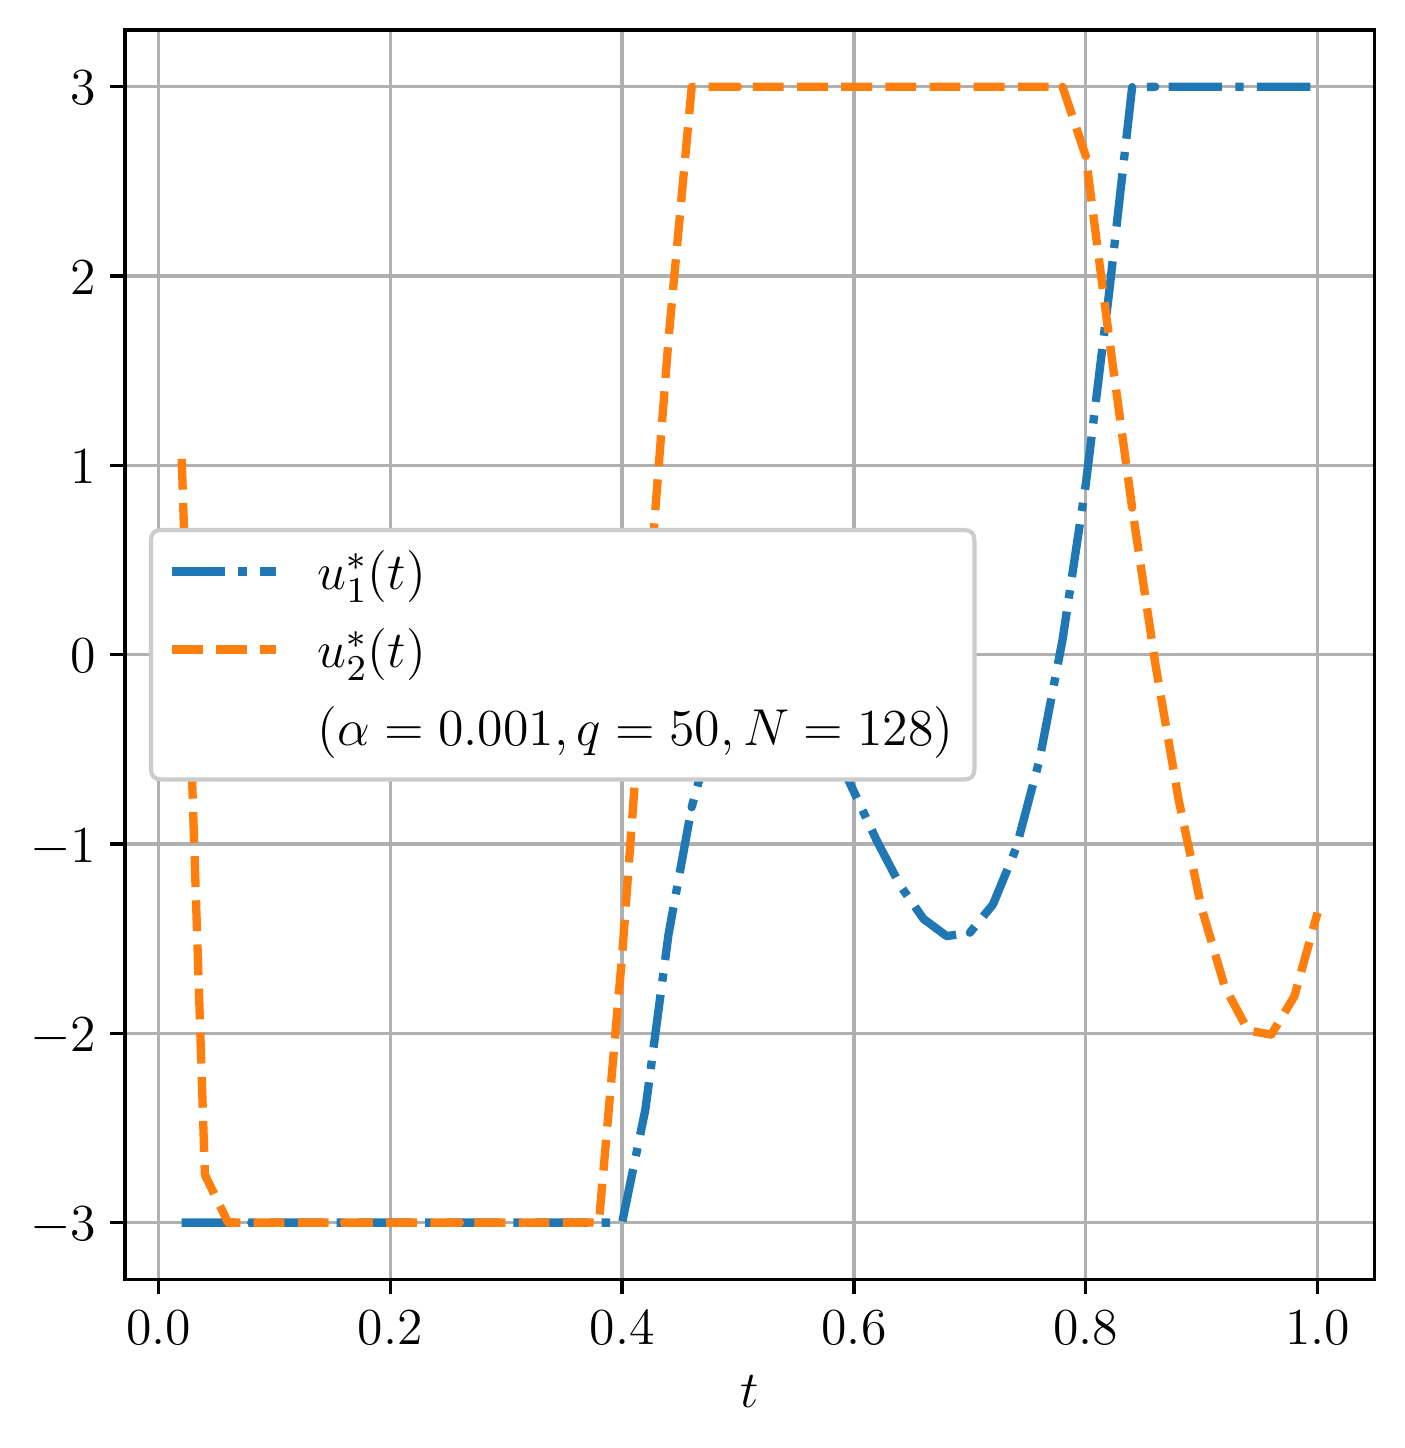 3
2
1
0
−1
−2
−3
u₁*(t)
u₂*(t)
(α = 0.001, q = 50, N = 128)
0.0 0.2 0.4 0.6 0.8 1.0
t